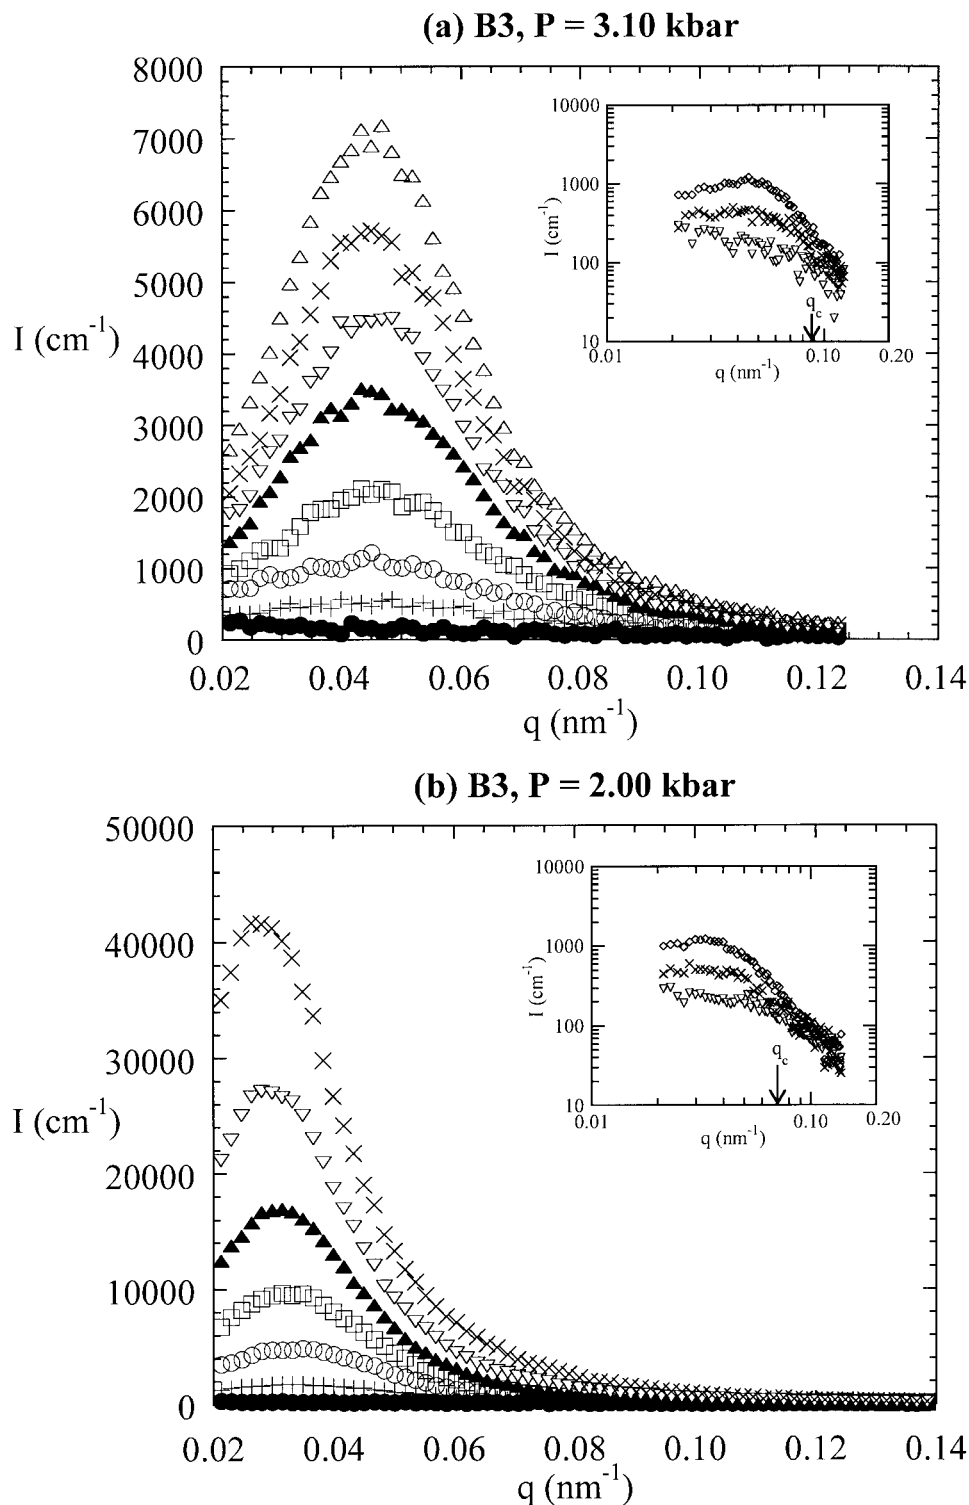 (a) B3, P = 3.10 kbar
8000
7000
6000
5000
4000
3000
2000
1000
0
I (cm⁻¹)
0.02 0.04 0.06 0.08 0.10 0.12 0.14
q (nm⁻¹)
10000
1000
100
10
I (cm⁻¹)
q_c
0.01 0.10 0.20
q (nm⁻¹)
(b) B3, P = 2.00 kbar
50000
40000
30000
20000
10000
0
I (cm⁻¹)
0.02 0.04 0.06 0.08 0.10 0.12 0.14
q (nm⁻¹)
10000
1000
100
10
I (cm⁻¹)
q_c
0.01 0.10 0.20
q (nm⁻¹)